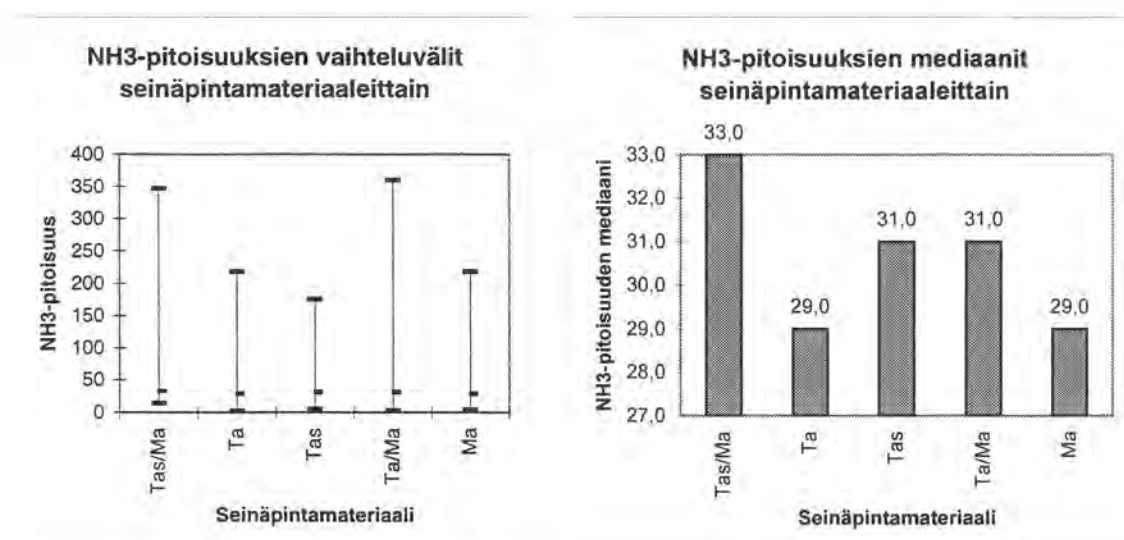 NH3-pitoisuuksien vaihteluvälit
seinäpintamateriaaleittain
400
350
300
250
200
150
100
50
0
NH3-pitoisuus
Tas/Ma
Ta
Tas
Ta/Ma
Ma
Seinäpintamateriaali
NH3-pitoisuuksien mediaanit
seinäpintamateriaaleittain
33,0
32,0
31,0
30,0
29,0
28,0
27,0
NH3-pitoisuuden mediaani
33,0
29,0
31,0
31,0
29,0
Tas/Ma
Ta
Tas
Ta/Ma
Ma
Seinäpintamateriaali